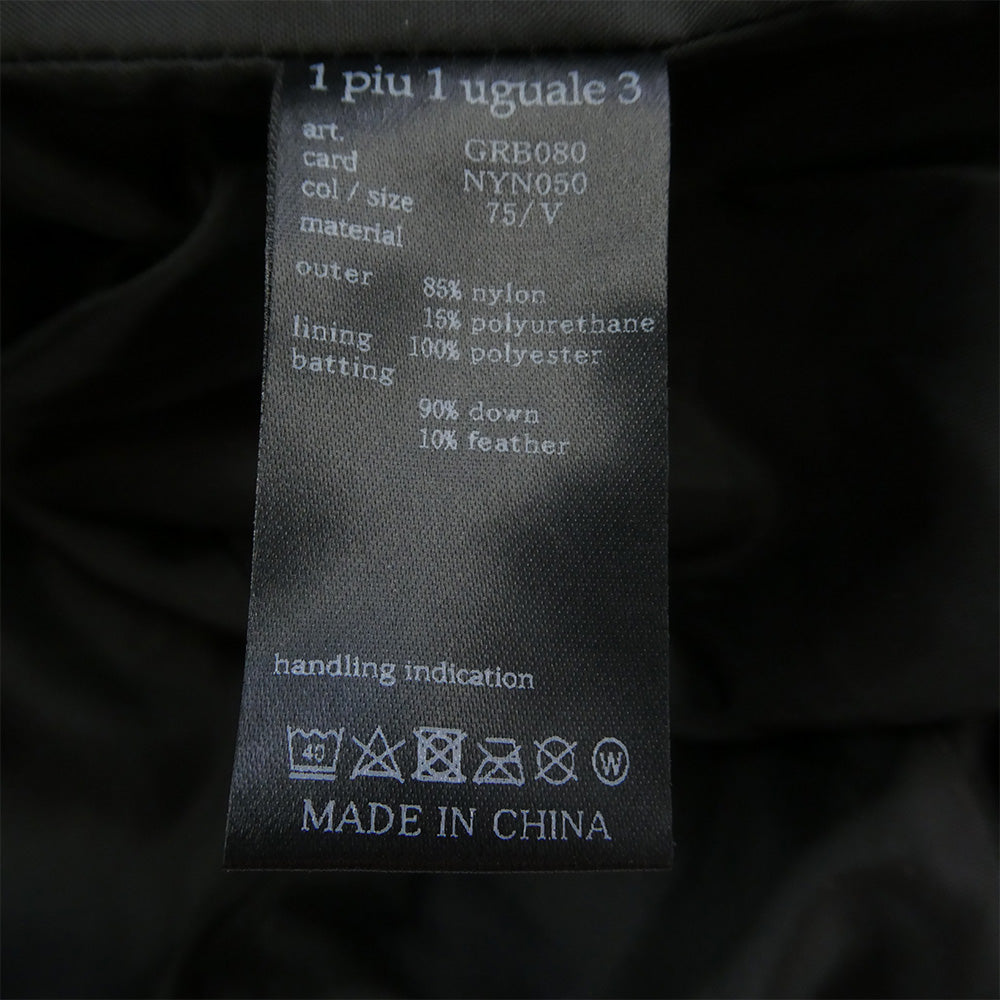 1 piu 1 uguale 3
art. GRB080
card NYN050
col / size 75/V
material
outer 85% nylon
15% polyurethane
lining 100% polyester
batting
90% down
10% feather
handling indication
40 W
MADE IN CHINA